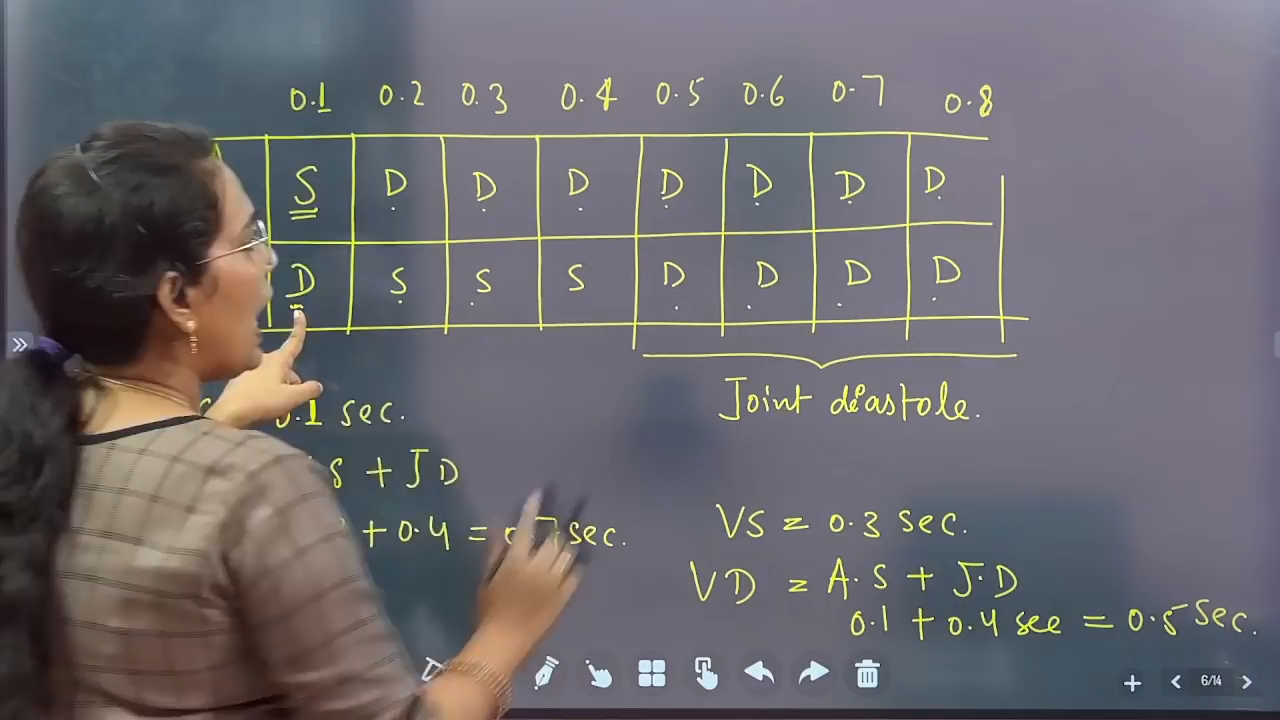 0.1 0.2 0.3 0.4 0.5 0.6 0.7 0.8
S D D D D D D D
D S S S D D D D
Joint diastole.
0.1 sec.
S + J D
+ 0.4 = sec.
VS = 0.3 sec.
VD = A.S + J.D
0.1 + 0.4 see = 0.5 Sec.
6/14